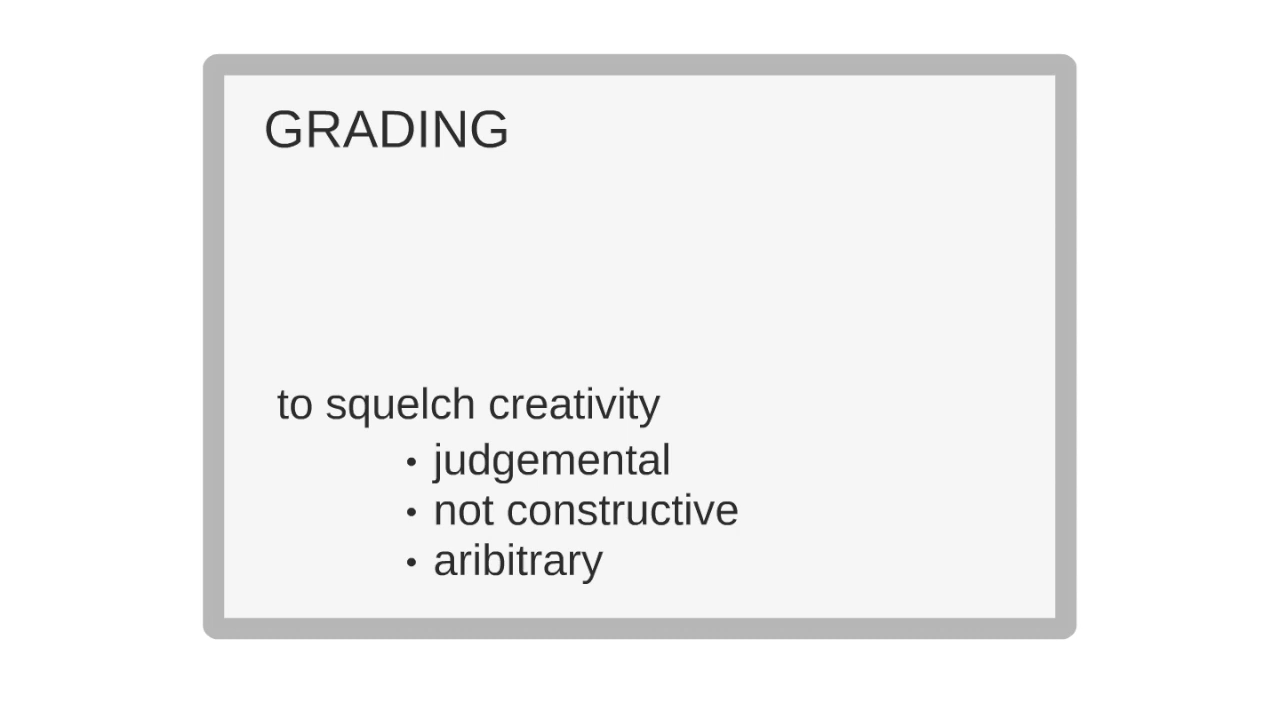 GRADING
to squelch creativity
• judgemental
• not constructive
• aribitrary